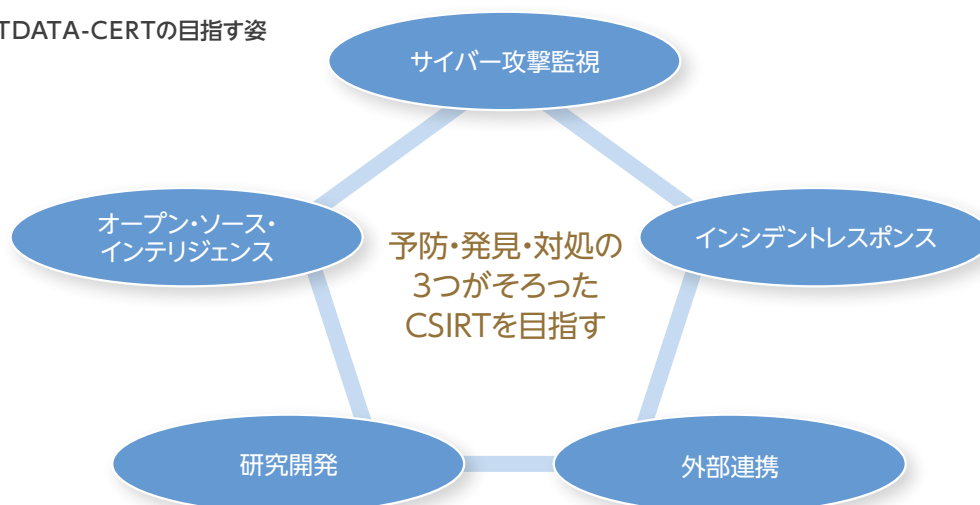 TDATA-CERTの目指す姿
サイバー攻撃監視
オープン・ソース・
インテリジェンス
予防・発見・対処の
3つがそろった
CSIRTを目指す
インシデントレスポンス
研究開発
外部連携